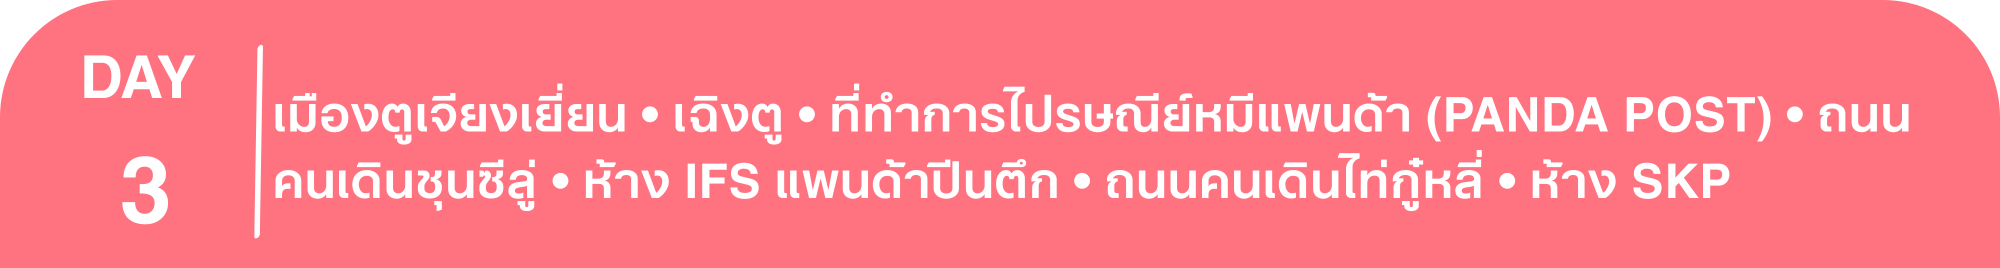 DAY
3
เมืองตูเจียงเยี่ยน • เฉิงตู • ที่ทำการไปรษณีย์หมีแพนด้า (PANDA POST) • ถนน
คนเดินชุนซีลู่ • ห้าง IFS แพนด้าปีนตึก • ถนนคนเดินไท่กู๋หลี่ • ห้าง SKP